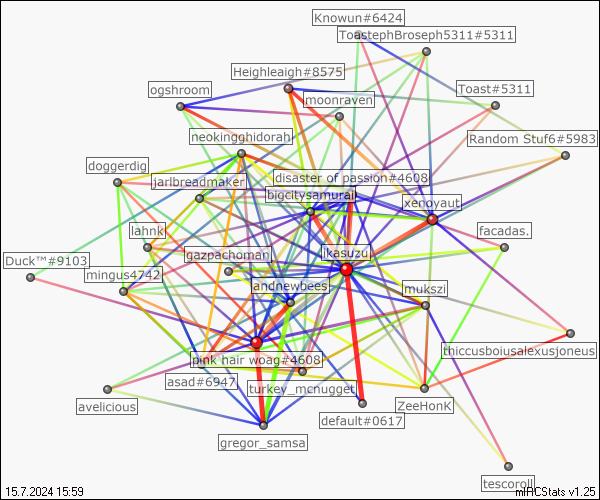 Knowun#6424
ToastephBroseph5311#5311
Heighleaigh#8575
ogshroom
moonraven
Toast#5311
neokingghidorah
Random Stuf6#5983
doggerdig
jarlbreadmaker
disaster of passion#4608
bigcitysamurai
xenoyaut
lahnk
facadas.
Duck™#9103
gazpachoman
jkasuzu
mingus4742
landnewbees
mukszi
thiccusboiusalexusjoneus
pink hair woag#4608
asad#6947
turkey_mcnugget
avelicious
default#0617
ZeeHonK
gregor_samsa
tescoroll
15.7.2024 15:59
mIRCStats v1.25